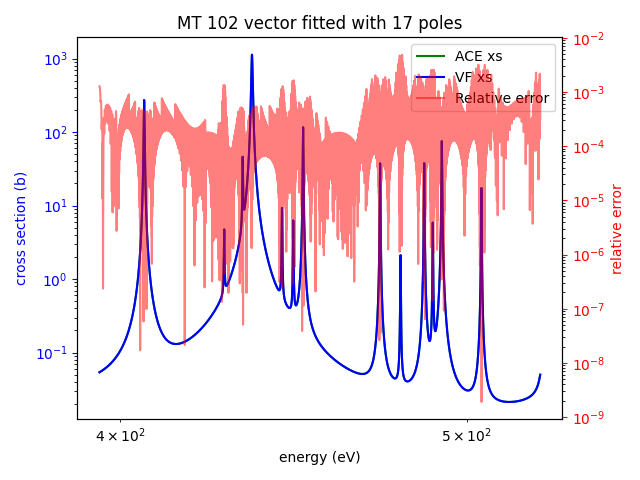 MT 102 vector fitted with 17 poles
ACE xs
VF xs
Relative error
cross section (b)
relative error
energy (eV)
10³
10²
10¹
10⁰
10⁻¹
10⁻²
10⁻³
10⁻⁴
10⁻⁵
10⁻⁶
10⁻⁷
10⁻⁸
10⁻⁹
4 × 10²
5 × 10²